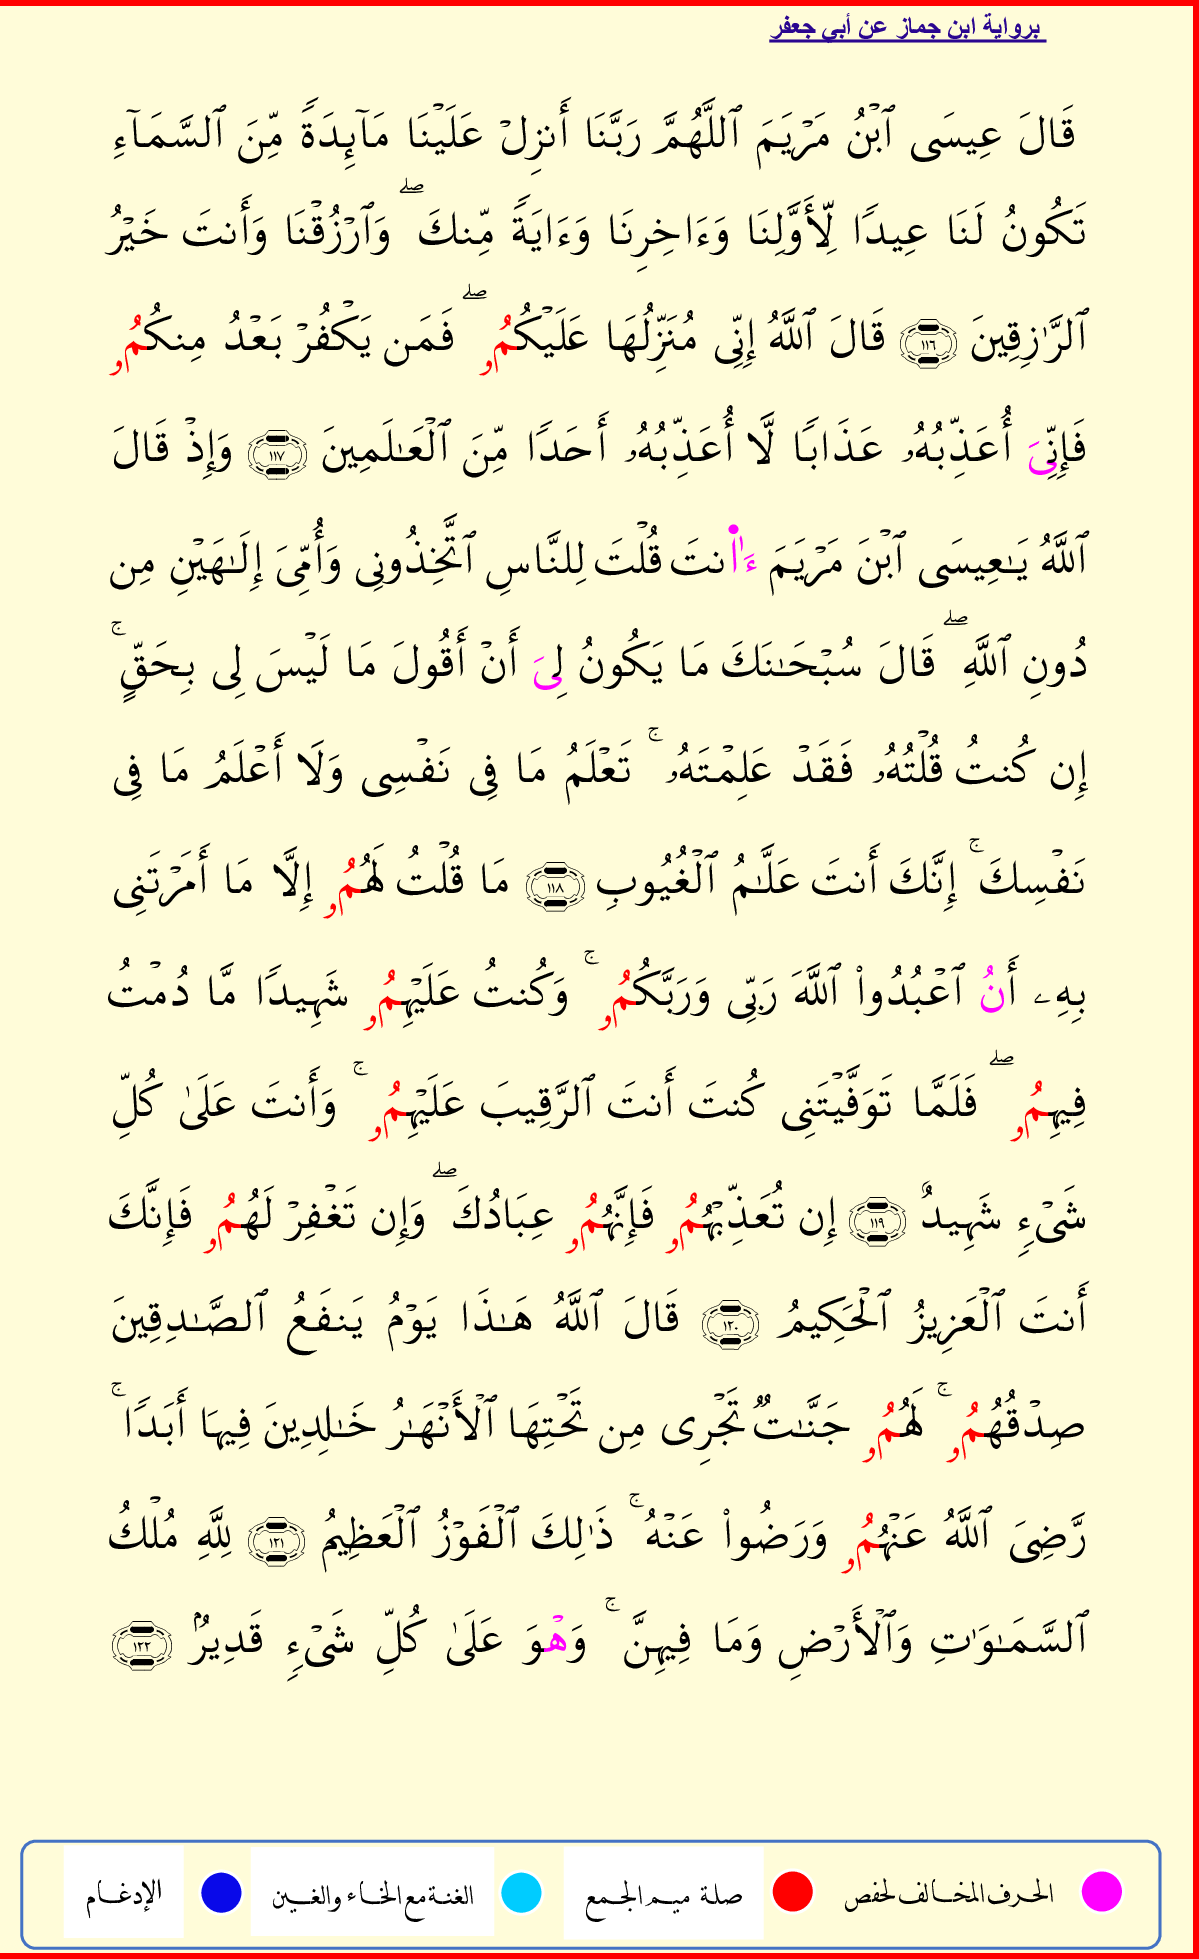 برواية ابن جماز عن أبي جعفر
قَالَ عِيسَى ٱبۡنُ مَرۡيَمَ ٱللَّهُمَّ رَبَّنَا أَنزِلۡ عَلَيۡنَا مَآئِدَةً مِّنَ ٱلسَّمَآءِ
تَكُونُ لَنَا عِيدًا لِّأَوَّلِنَا وَءَاخِرِنَا وَءَايَةً مِّنكَۖ وَٱرۡزُقۡنَا وَأَنتَ خَيۡرُ
ٱلرَّٰزِقِينَ ١١٦ قَالَ ٱللَّهُ إِنِّي مُنَزِّلُهَا عَلَيۡكُمُۥۖ فَمَن يَكۡفُرۡ بَعۡدُ مِنكُمُۥ
فَإِنِّيَ أُعَذِّبُهُۥ عَذَابًا لَّا أُعَذِّبُهُۥ أَحَدًا مِّنَ ٱلۡعَٰلَمِينَ ١١٧ وَإِذۡ قَالَ
ٱللَّهُ يَٰعِيسَى ٱبۡنَ مَرۡيَمَ ءَٰا۬نتَ قُلۡتَ لِلنَّاسِ ٱتَّخِذُونِي وَأُمِّيَ إِلَٰهَيۡنِ مِن
دُونِ ٱللَّهِۖ قَالَ سُبۡحَٰنَكَ مَا يَكُونُ لِيَ أَنۡ أَقُولَ مَا لَيۡسَ لِي بِحَقٍّۚ
إِن كُنتُ قُلۡتُهُۥ فَقَدۡ عَلِمۡتَهُۥۚ تَعۡلَمُ مَا فِي نَفۡسِي وَلَا أَعۡلَمُ مَا فِي
نَفۡسِكَۚ إِنَّكَ أَنتَ عَلَّٰمُ ٱلۡغُيُوبِ ١١٨ مَا قُلۡتُ لَهُمُۥ إِلَّا مَا أَمَرۡتَنِي
بِهِۦ أَنُ ٱعۡبُدُواْ ٱللَّهَ رَبِّي وَرَبَّكُمُۥۚ وَكُنتُ عَلَيۡهِمُۥ شَهِيدًا مَّا دُمۡتُ
فِيهِمُۥۖ فَلَمَّا تَوَفَّيۡتَنِي كُنتَ أَنتَ ٱلرَّقِيبَ عَلَيۡهِمُۥۚ وَأَنتَ عَلَىٰ كُلِّ
شَيۡءٍ شَهِيدٌ ١١٩ إِن تُعَذِّبۡهُمُۥ فَإِنَّهُمُۥ عِبَادُكَۖ وَإِن تَغۡفِرۡ لَهُمُۥ فَإِنَّكَ
أَنتَ ٱلۡعَزِيزُ ٱلۡحَكِيمُ ١٢٠ قَالَ ٱللَّهُ هَٰذَا يَوۡمُ يَنفَعُ ٱلصَّٰدِقِينَ
صِدۡقُهُمُۥۚ لَهُمُۥ جَنَّٰتٌ تَجۡرِي مِن تَحۡتِهَا ٱلۡأَنۡهَٰرُ خَٰلِدِينَ فِيهَا أَبَدًاۚ
رَّضِيَ ٱللَّهُ عَنۡهُمُۥ وَرَضُواْ عَنۡهُۚ ذَٰلِكَ ٱلۡفَوۡزُ ٱلۡعَظِيمُ ١٢١ لِلَّهِ مُلۡكُ
ٱلسَّمَٰوَٰتِ وَٱلۡأَرۡضِ وَمَا فِيهِنَّۚ وَهۡوَ عَلَىٰ كُلِّ شَيۡءٍ قَدِيرُۢ ١٢٢
الحرف المخالف لحفص صلة ميم الجمع الغنة مع الخاء والغين الإدغام